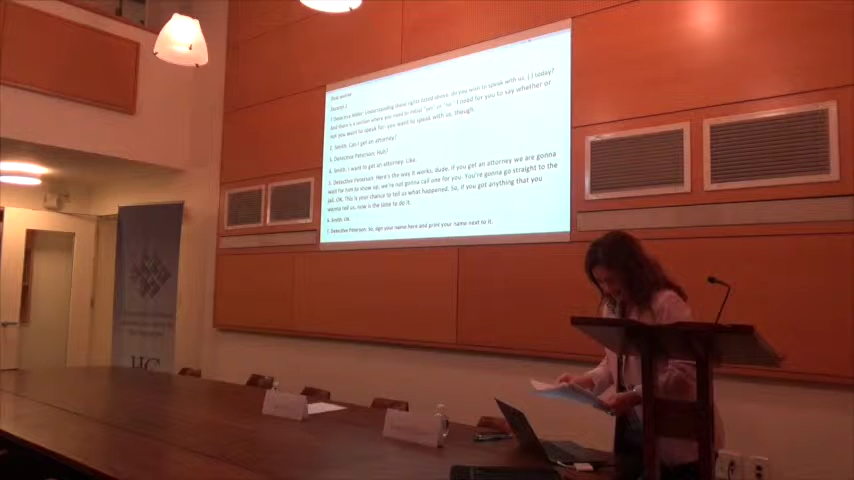 Excerpt 1
1. Detective Miller: Understanding these rights listed above, do you wish to speak with us, (.) today?
And there's a section where you need to initial "yes" or "no." I need for you to say whether or
not you want to speak for you want to speak with us, though.
2. Smith: Can I get an attorney?
3. Detective Peterson: Huh?
4. Smith: I want to get an attorney. Like.
5. Detective Peterson: Here's the way it works, dude. If you get an attorney we are gonna
wait for him to show up, we're not gonna call one for you. You're gonna go straight to the
jail. OK. This is your chance to tell us what happened. So, if you got anything that you
wanna tell us, now is the time to do it.
6. Smith: Ok.
7. Detective Peterson: So, sign your name here and print your name next to it.
HC